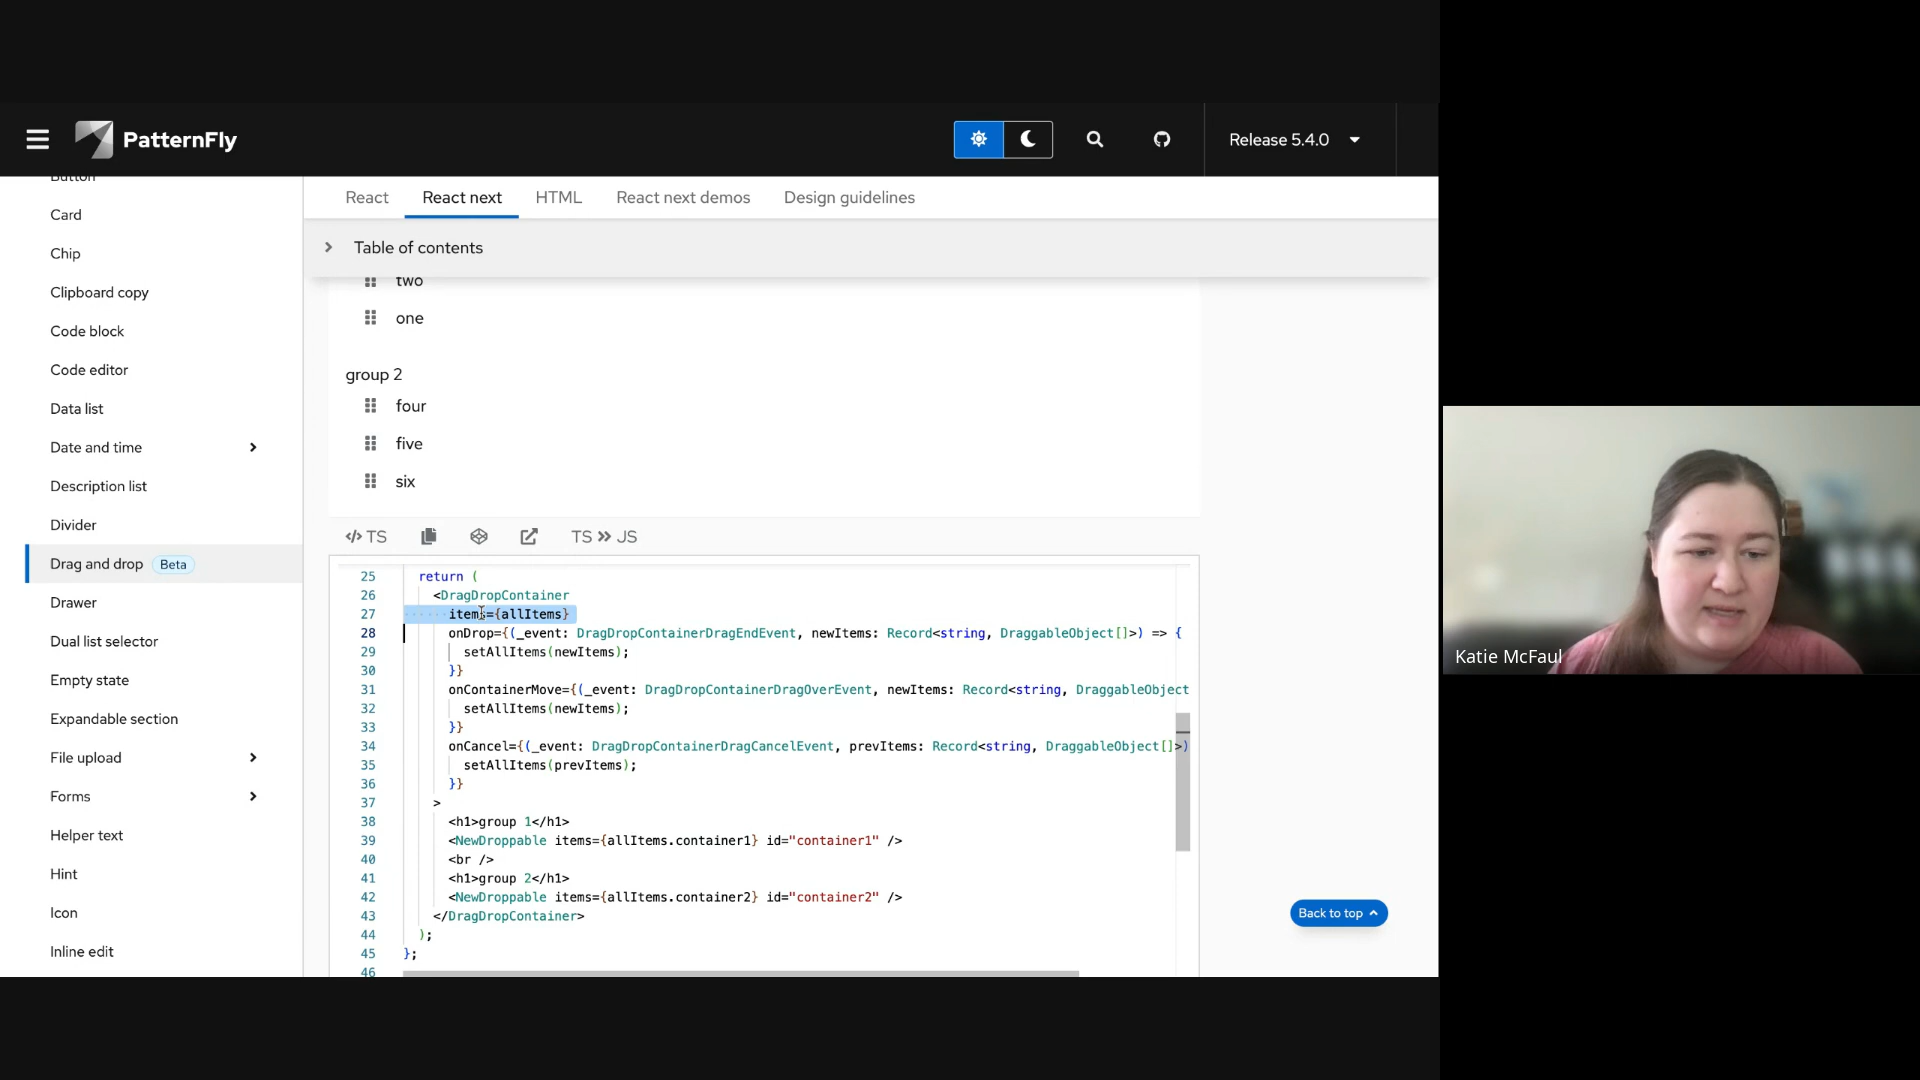 PatternFly
Release 5.4.0
Button
Card
Chip
Clipboard copy
Code block
Code editor
Data list
Date and time
Description list
Divider
Drag and drop Beta
Drawer
Dual list selector
Empty state
Expandable section
File upload
Forms
Helper text
Hint
Icon
Inline edit
React React next HTML React next demos Design guidelines
Table of contents
two
one
group 2
four
five
six
</> TS TS >> JS
25 return (
26 <DragDropContainer
27 items={allItems}
28 onDrop={(_event: DragDropContainerDragEndEvent, newItems: Record<string, DraggableObject[]>) => {
29 setAllItems(newItems);
30 }}
31 onContainerMove={(_event: DragDropContainerDragOverEvent, newItems: Record<string, DraggableObject
32 setAllItems(newItems);
33 }}
34 onCancel={(_event: DragDropContainerDragCancelEvent, prevItems: Record<string, DraggableObject[]>)
35 setAllItems(prevItems);
36 }}
37 >
38 <h1>group 1</h1>
39 <NewDroppable items={allItems.container1} id="container1" />
40 <br />
41 <h1>group 2</h1>
42 <NewDroppable items={allItems.container2} id="container2" />
43 </DragDropContainer>
44 );
45 };
46
Back to top
Katie McFaul